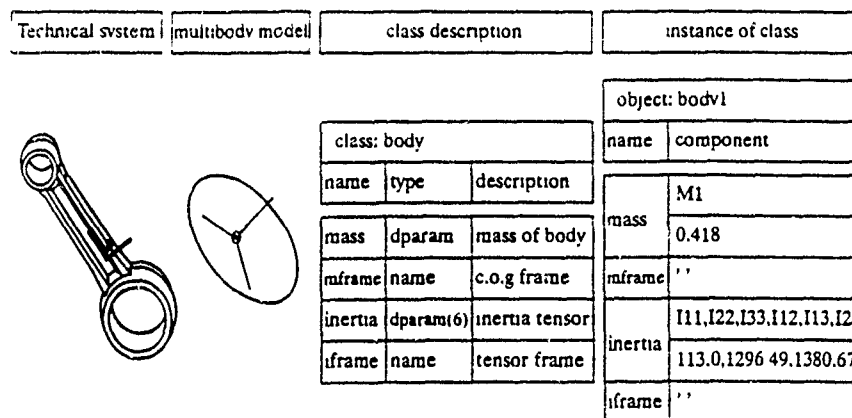 Technical system multibody model class description instance of class
object: body1
name component
class: body
name type description
mass M1
0.418
mass dparam mass of body
mframe name c.o.g frame
mframe ' '
inertia dparam(6) inertia tensor
inertia I11,I22,I33,I12,I13,I2
113.0,1296 49,1380.67
iframe name tensor frame
iframe ' '